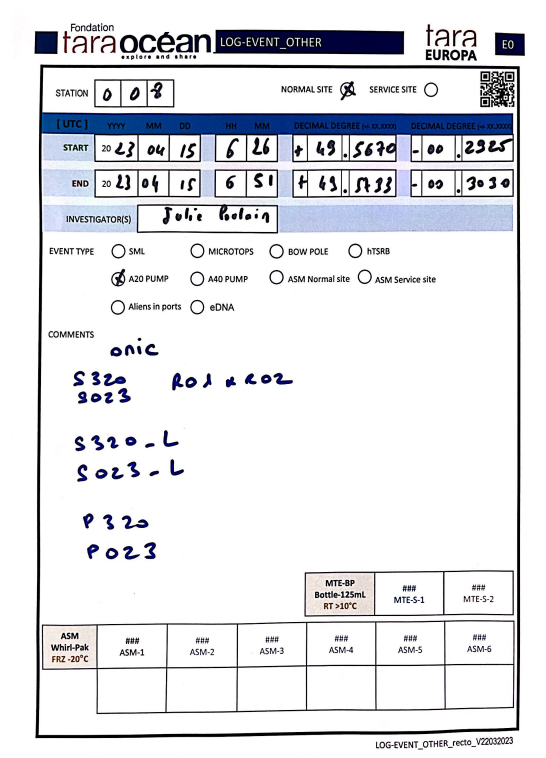 Fondation
tara océan
explore and share
LOG-EVENT_OTHER
tara
EUROPA
E0
STATION 0 0 8
NORMAL SITE SERVICE SITE
[ UTC ] YYYY MM DD HH MM DECIMAL DEGREE (+/- XX.XXXX) DECIMAL DEGREE (+/- XX.XXXX)
START 20 23 04 15 6 26 + 49 . 5670 - 00 . 2925
END 20 23 04 15 6 51 + 49 . 5733 - 00 . 3030
INVESTIGATOR(S) Julie Poulain
EVENT TYPE SML MICROTOPS BOW POLE hTSRB
A20 PUMP A40 PUMP ASM Normal site ASM Service site
Aliens in ports eDNA
COMMENTS
onic
S320 R01 & R02
S023
S320-L
S023-L
P320
P023
MTE-BP
Bottle-125mL
RT >10°C
###
MTE-S-1
###
MTE-S-2
ASM
Whirl-Pak
FRZ -20°C
###
ASM-1
###
ASM-2
###
ASM-3
###
ASM-4
###
ASM-5
###
ASM-6
LOG-EVENT_OTHER_recto_V22032023